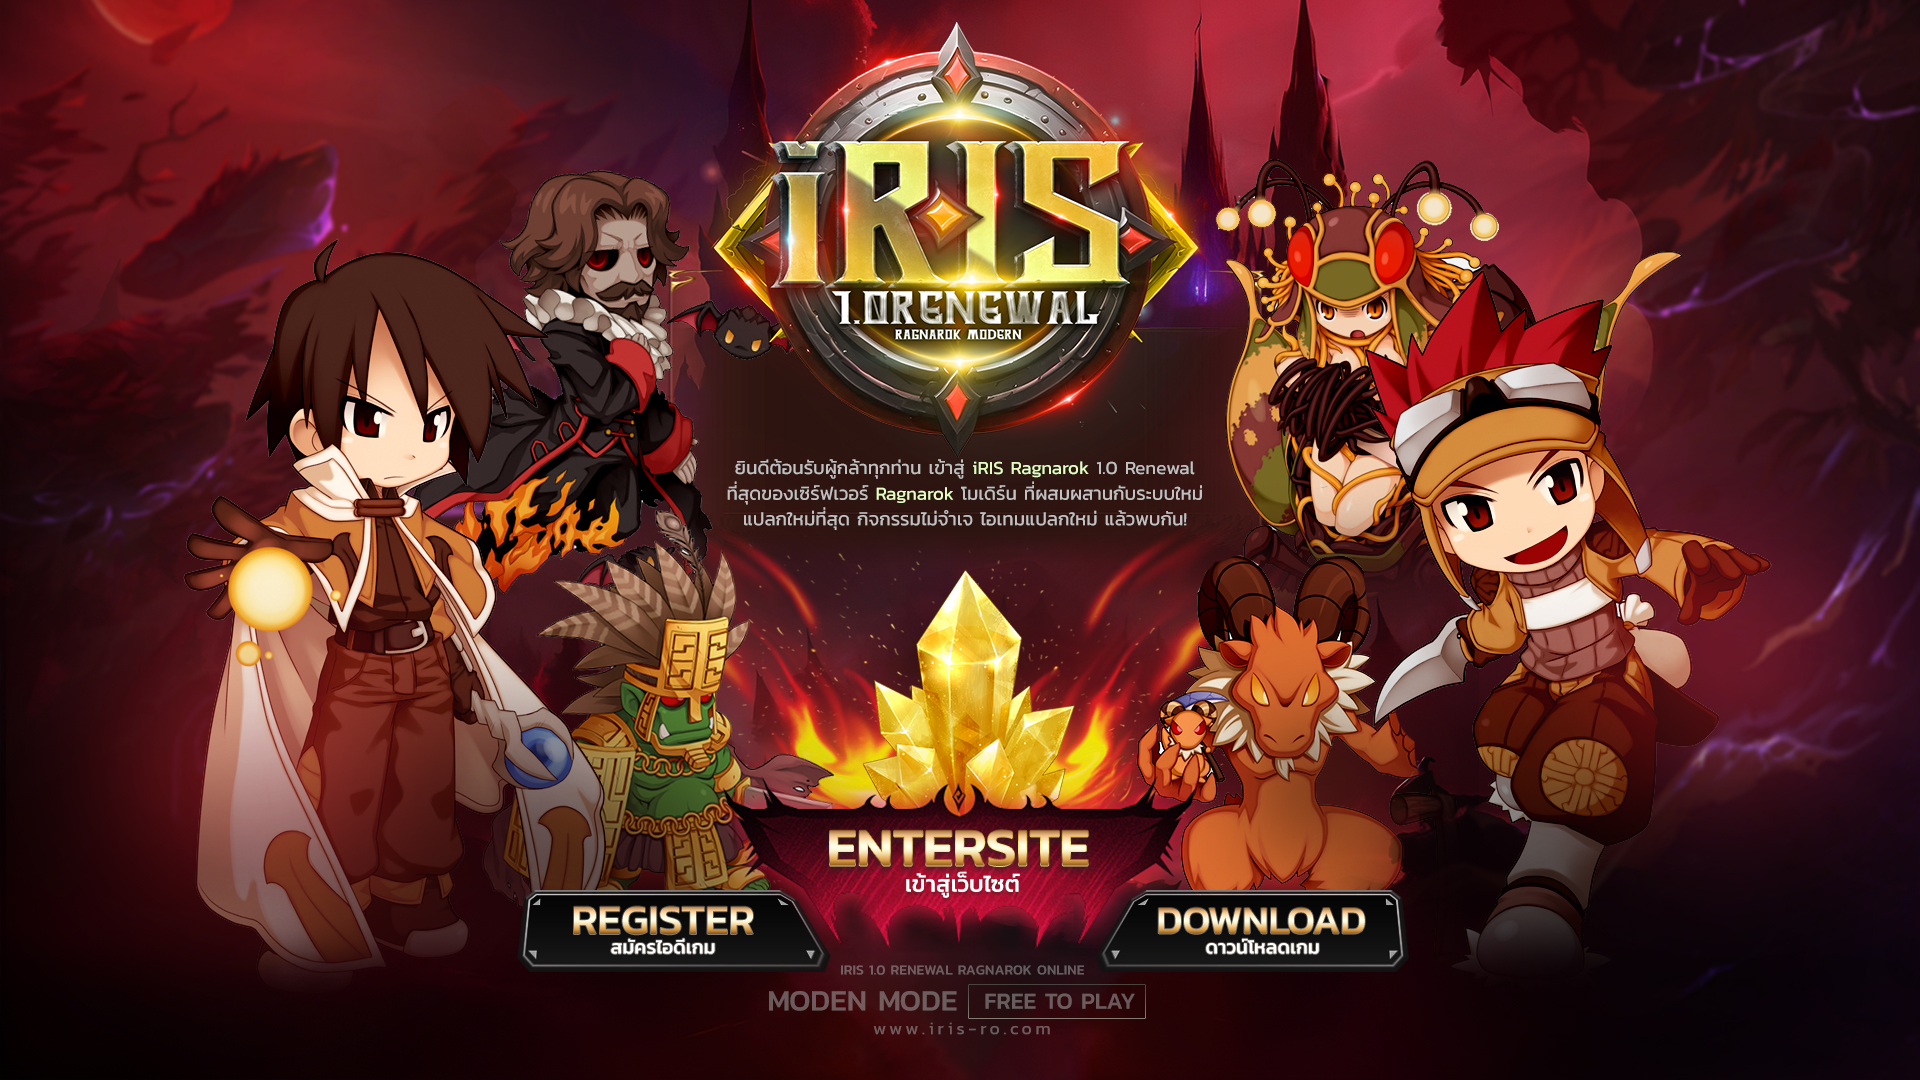 iRIS
1.0RENEWAL
RAGNAROK MODERN
ยินดีต้อนรับผู้กล้าทุกท่าน เข้าสู่ iRIS Ragnarok 1.0 Renewal
ที่สุดของเซิร์ฟเวอร์ Ragnarok โมเดิร์น ที่ผสมผสานกับระบบใหม่
แปลกใหม่ที่สุด กิจกรรมไม่จำเจ ไอเทมแปลกใหม่ แล้วพบกัน!
ENTERSITE
เข้าสู่เว็บไซต์
REGISTER
สมัครไอดีเกม
DOWNLOAD
ดาวน์โหลดเกม
IRIS 1.0 RENEWAL RAGNAROK ONLINE
MODEN MODE FREE TO PLAY
www.iris-ro.com